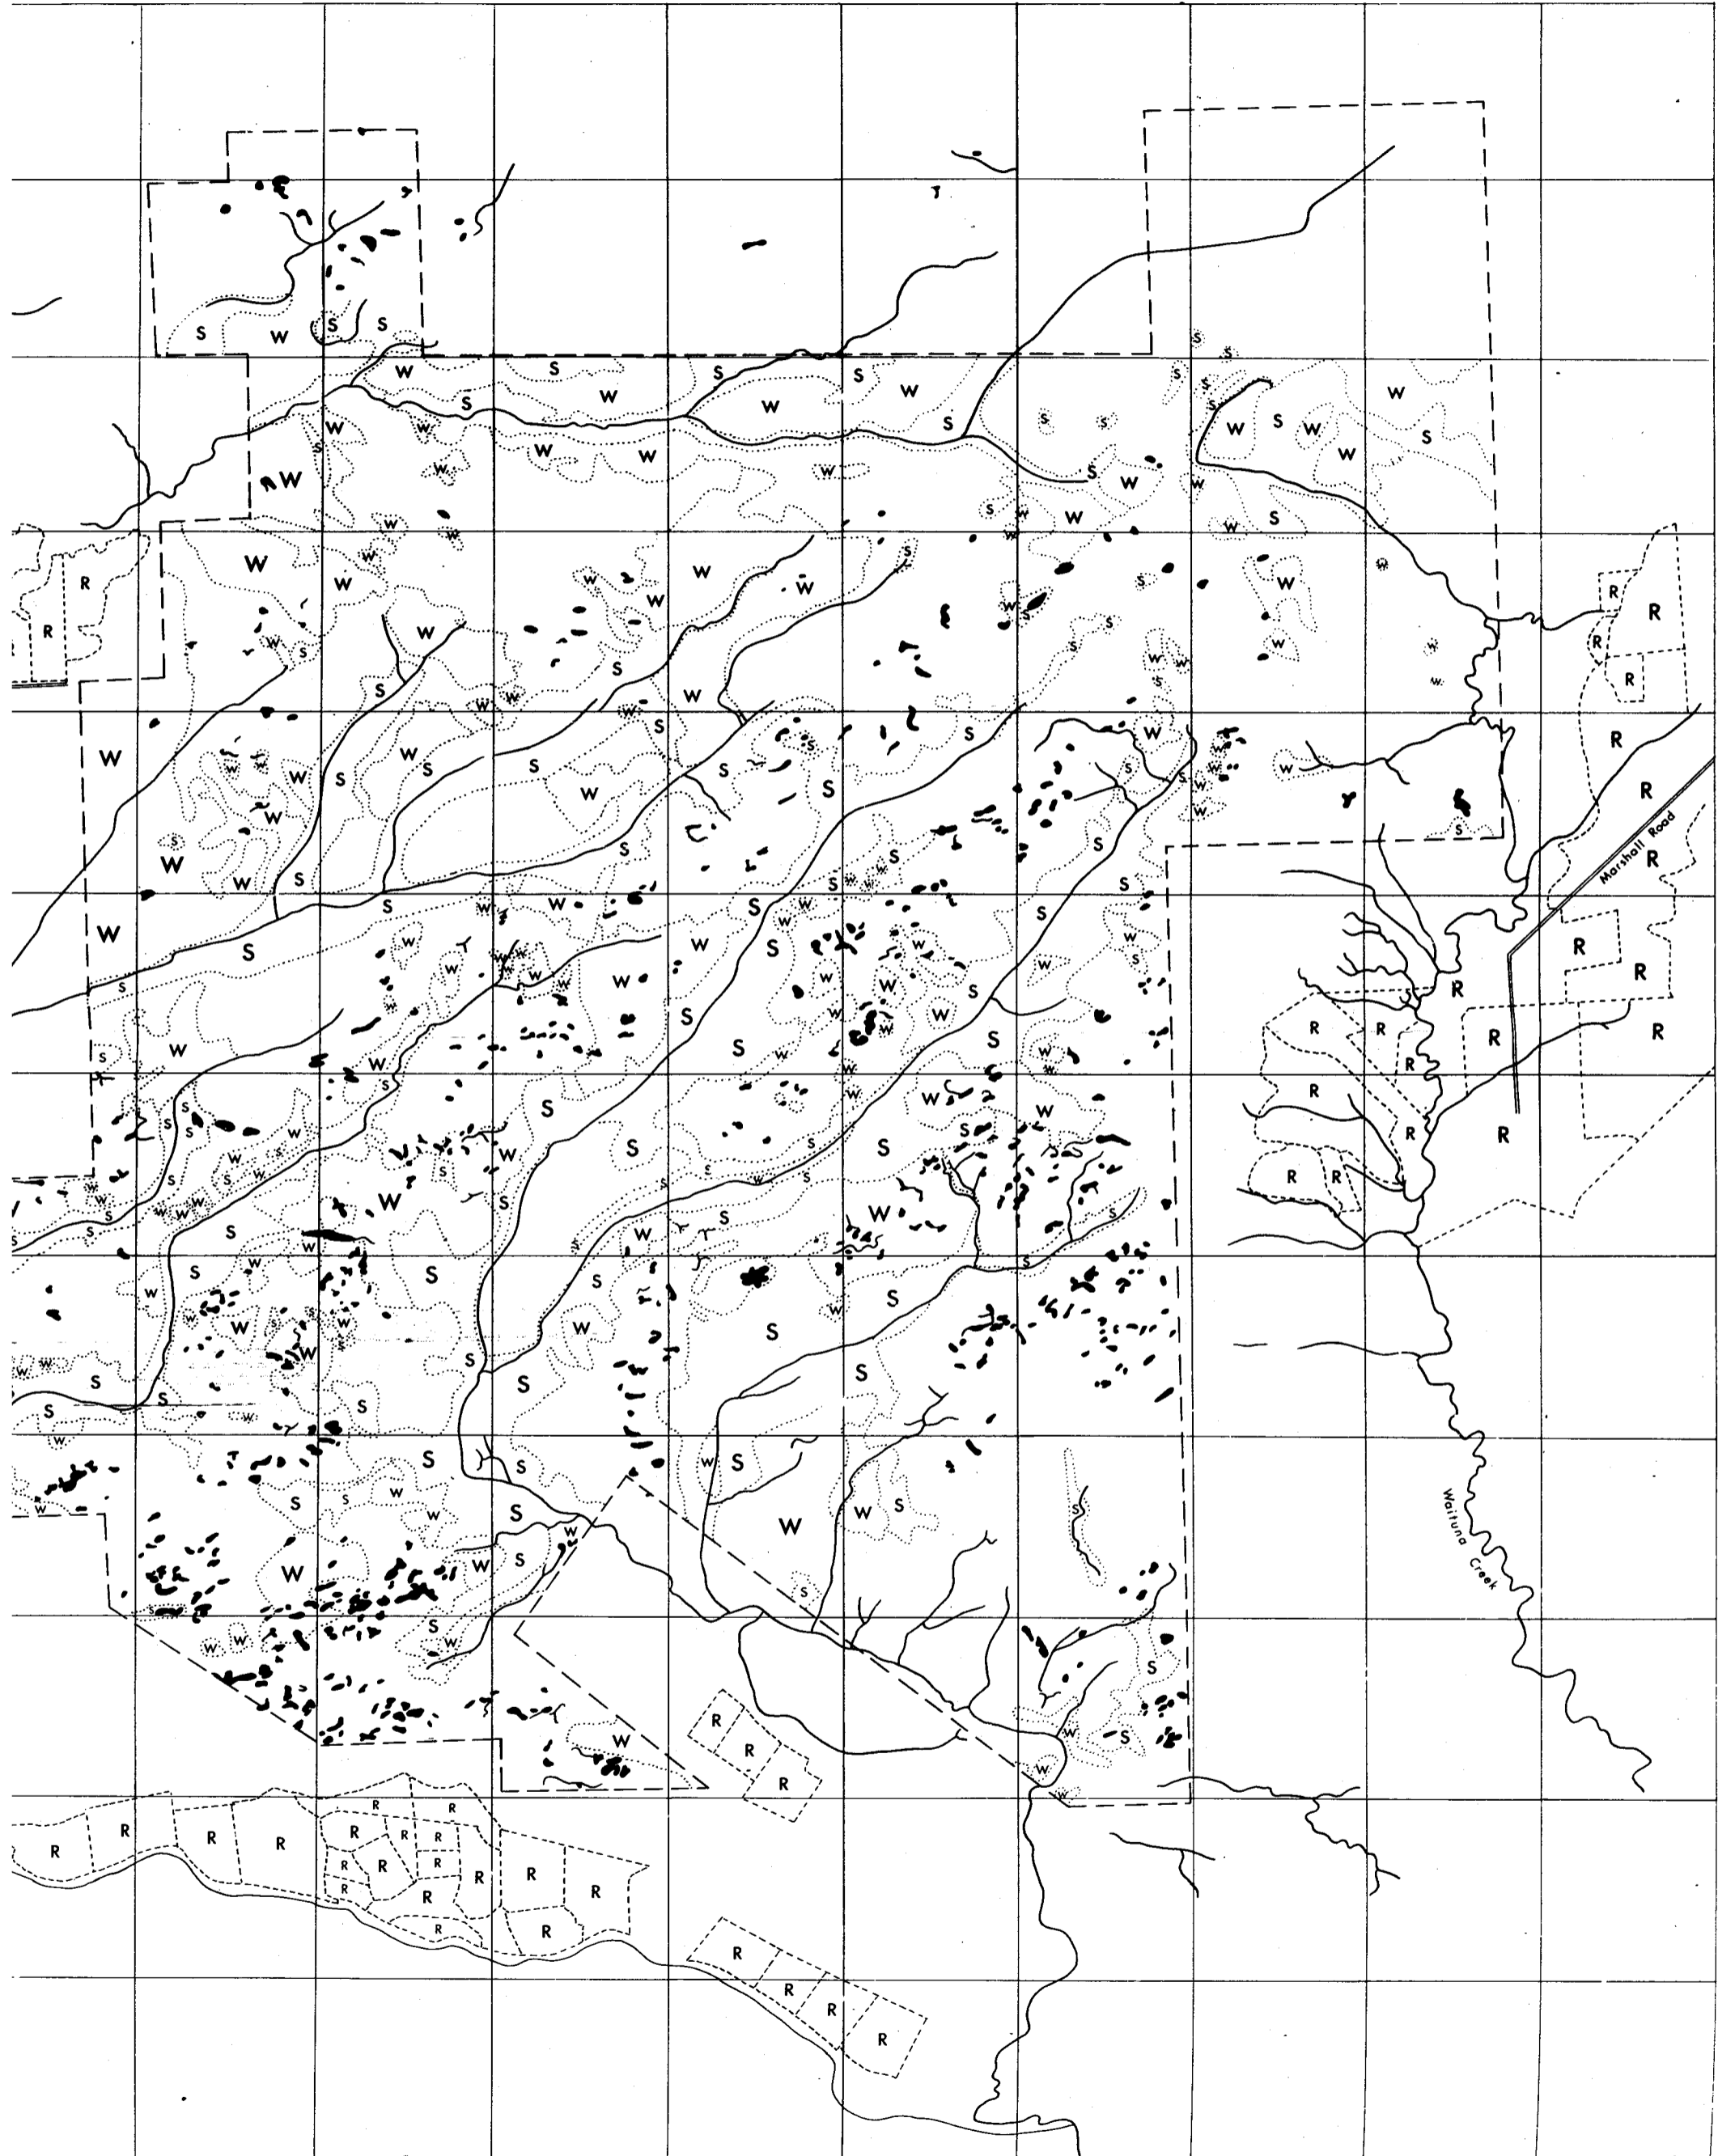 S W S S
S S
W S W S S W W
S W S
S W S S S W S W W S
W W W W W S
S W W W W S W W
W W S W S
W W W W W S
R W W W W W S W R
R W W W S S W R
W S S W W W R
S W W W W S
W S S W R
W W W S W S S S W S W W R
W W S W W S
S W S S S S
Marshall Road
R
W S W W W S W W S S
W S W W S W W W W S W S R
S W W W S W R R
W S S W W S W W S W R R R R
S W S W W S S W W W R
S S W S W W S R R R
S W W S S W S S S W W S
S S W S W S S W S
S S S W S W W S S
W S S W W S
W W W S S W S
W W S S S S S
S W S W S S
W S W S W S
W W S W W S
W W W S S
Waituna Creek
W W S W S
W S S W
R R W
R R R R R
R R R R R R
R R R R R R R
R R R
R R R
R